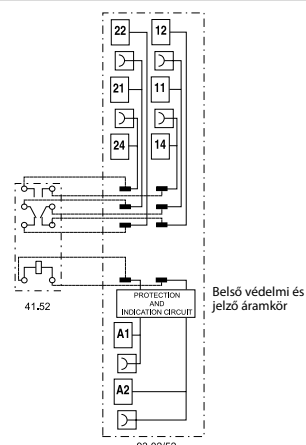 22 12
21 11
24 14
41.52
PROTECTION
AND
INDICATION CIRCUIT
Belső védelmi és
jelző áramkör
A1
A2